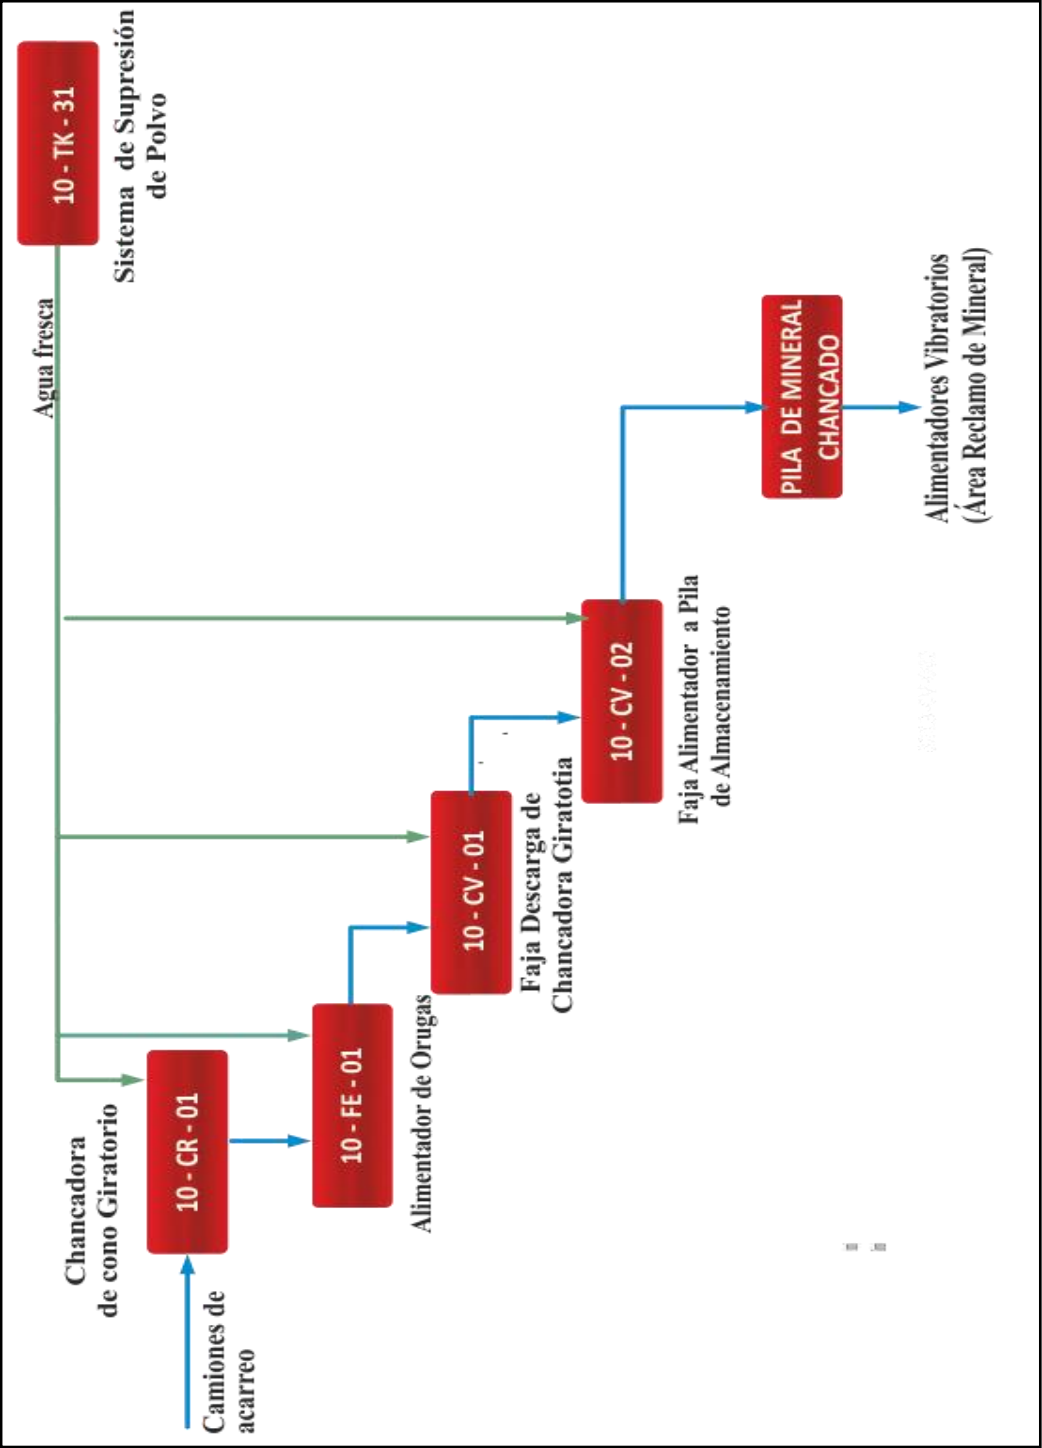 10 - TK - 31
Sistema de Supresión
de Polvo
Agua fresca
Chancadora
de cono Giratorio
10 - CR - 01
Camiones de
acarreo
10 - FE - 01
Alimentador de Orugas
10 - CV - 01
Faja Descarga de
Chancadora Giratotia
10 - CV - 02
Faja Alimentador a Pila
de Almacenamiento
PILA DE MINERAL
CHANCADO
Alimentadores Vibratorios
(Área Reclamo de Mineral)